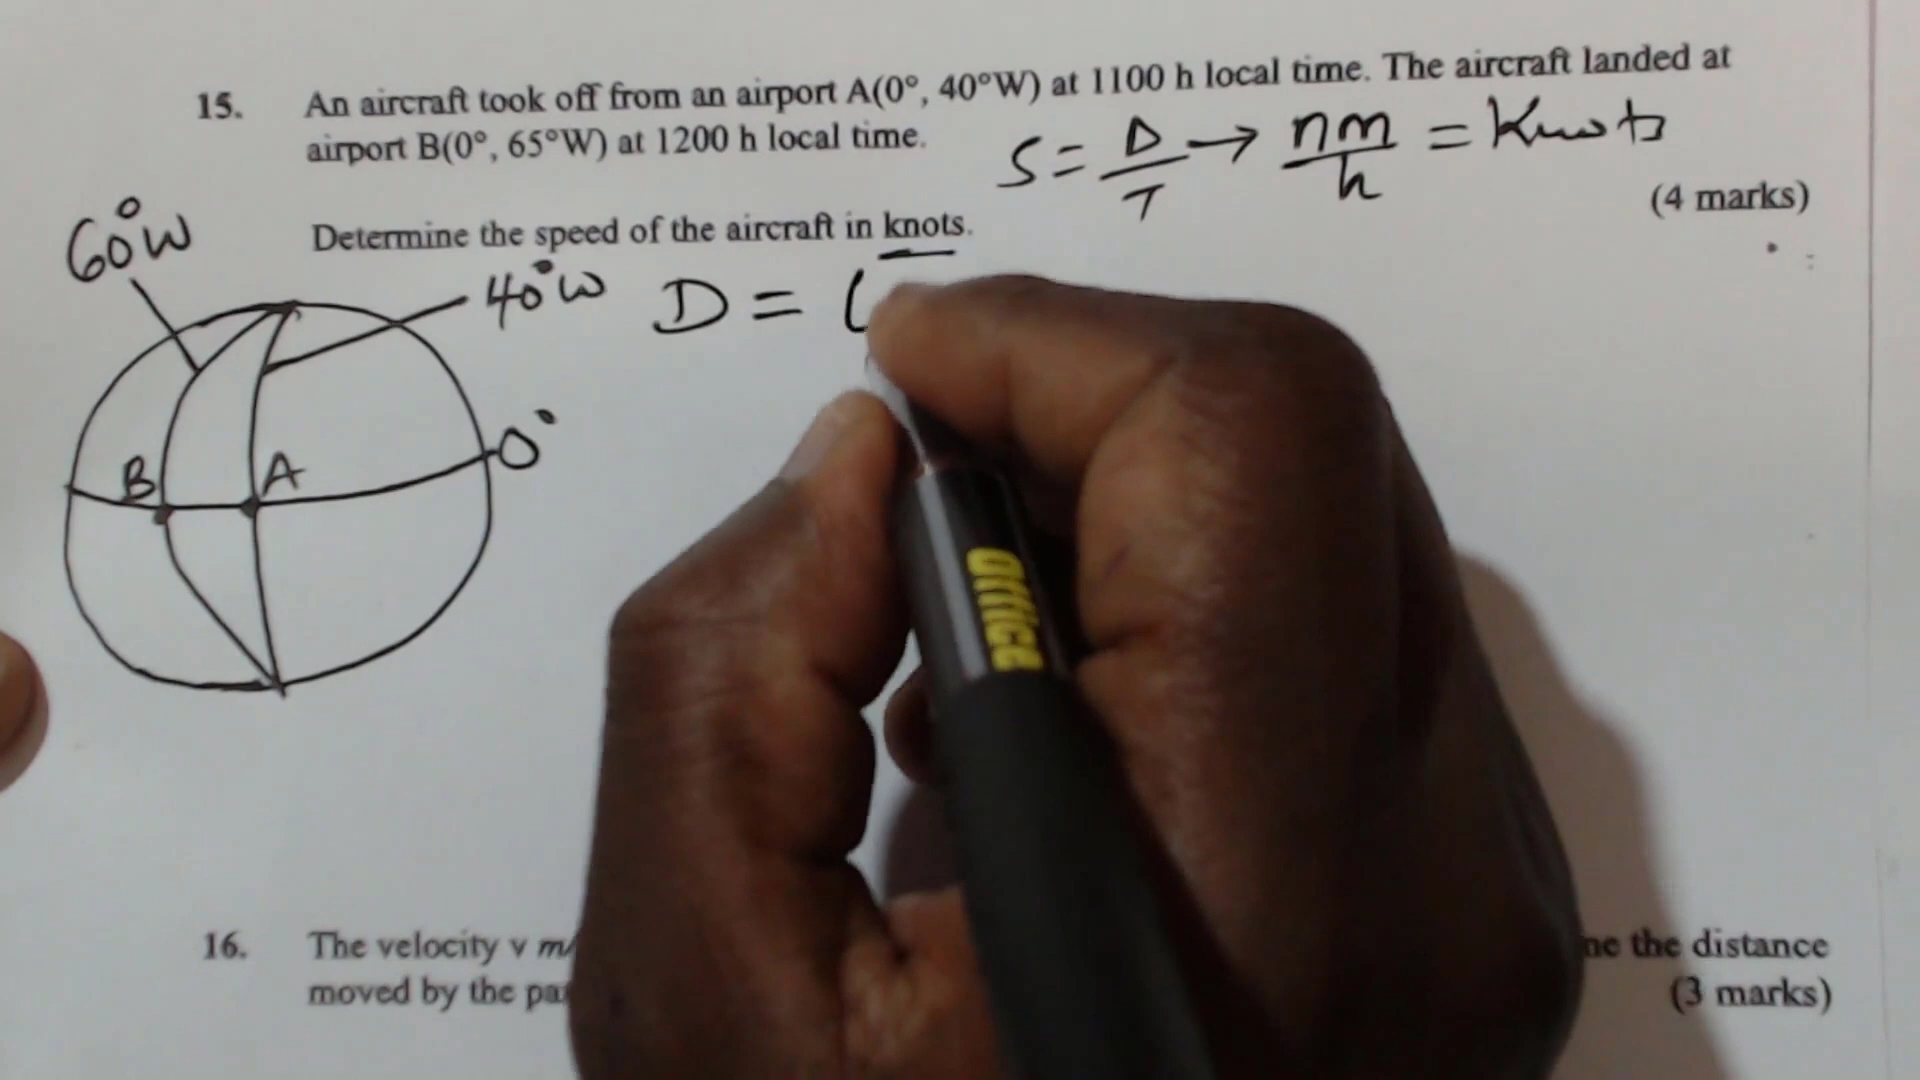 15. An aircraft took off from an airport A(0°, 40°W) at 1100 h local time. The aircraft landed at
airport B(0°, 65°W) at 1200 h local time.
S = D/T → nm/h = Knots
(4 marks)
Determine the speed of the aircraft in knots.
60°W
40°W
D = (
0°
B
A
office
16. The velocity v
ne the distance
moved by the
(3 marks)